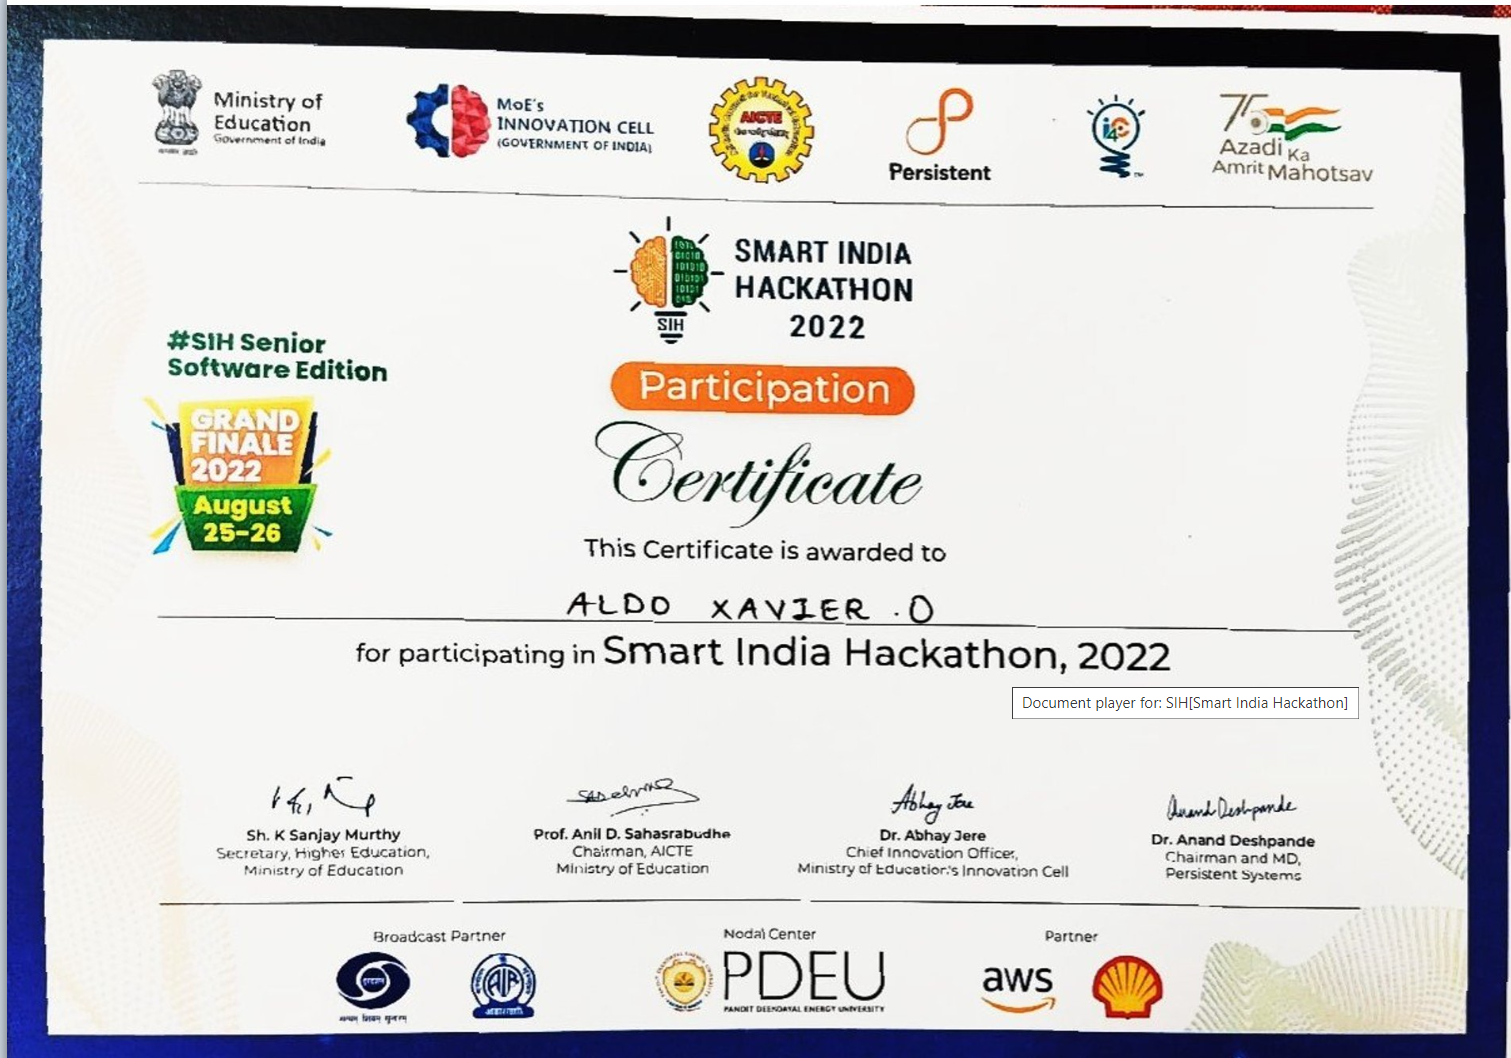 Ministry of
Education
Government of India
MoE's
INNOVATION CELL
(GOVERNMENT OF INDIA)
AICTE
Persistent
i4C
TM
75
Azadi Ka
Amrit Mahotsav
SMART INDIA
HACKATHON
2022
SIH
#SIH Senior
Software Edition
GRAND
FINALE
2022
August
25-26
Participation
Certificate
This Certificate is awarded to
ALDO XAVIER . O
for participating in Smart India Hackathon, 2022
Document player for: SIH[Smart India Hackathon]
Abhay Jere
Anand Deshpande
Sh. K Sanjay Murthy
Secretary, Higher Education,
Ministry of Education
Prof. Anil D. Sahasrabudhe
Chairman, AICTE
Ministry of Education
Dr. Abhay Jere
Chief Innovation Officer,
Ministry of Education's Innovation Cell
Dr. Anand Deshpande
Chairman and MD,
Persistent Systems
Broadcast Partner
Nodal Center
Partner
AIR
PDEU
PANDIT DEENDAYAL ENERGY UNIVERSITY
aws